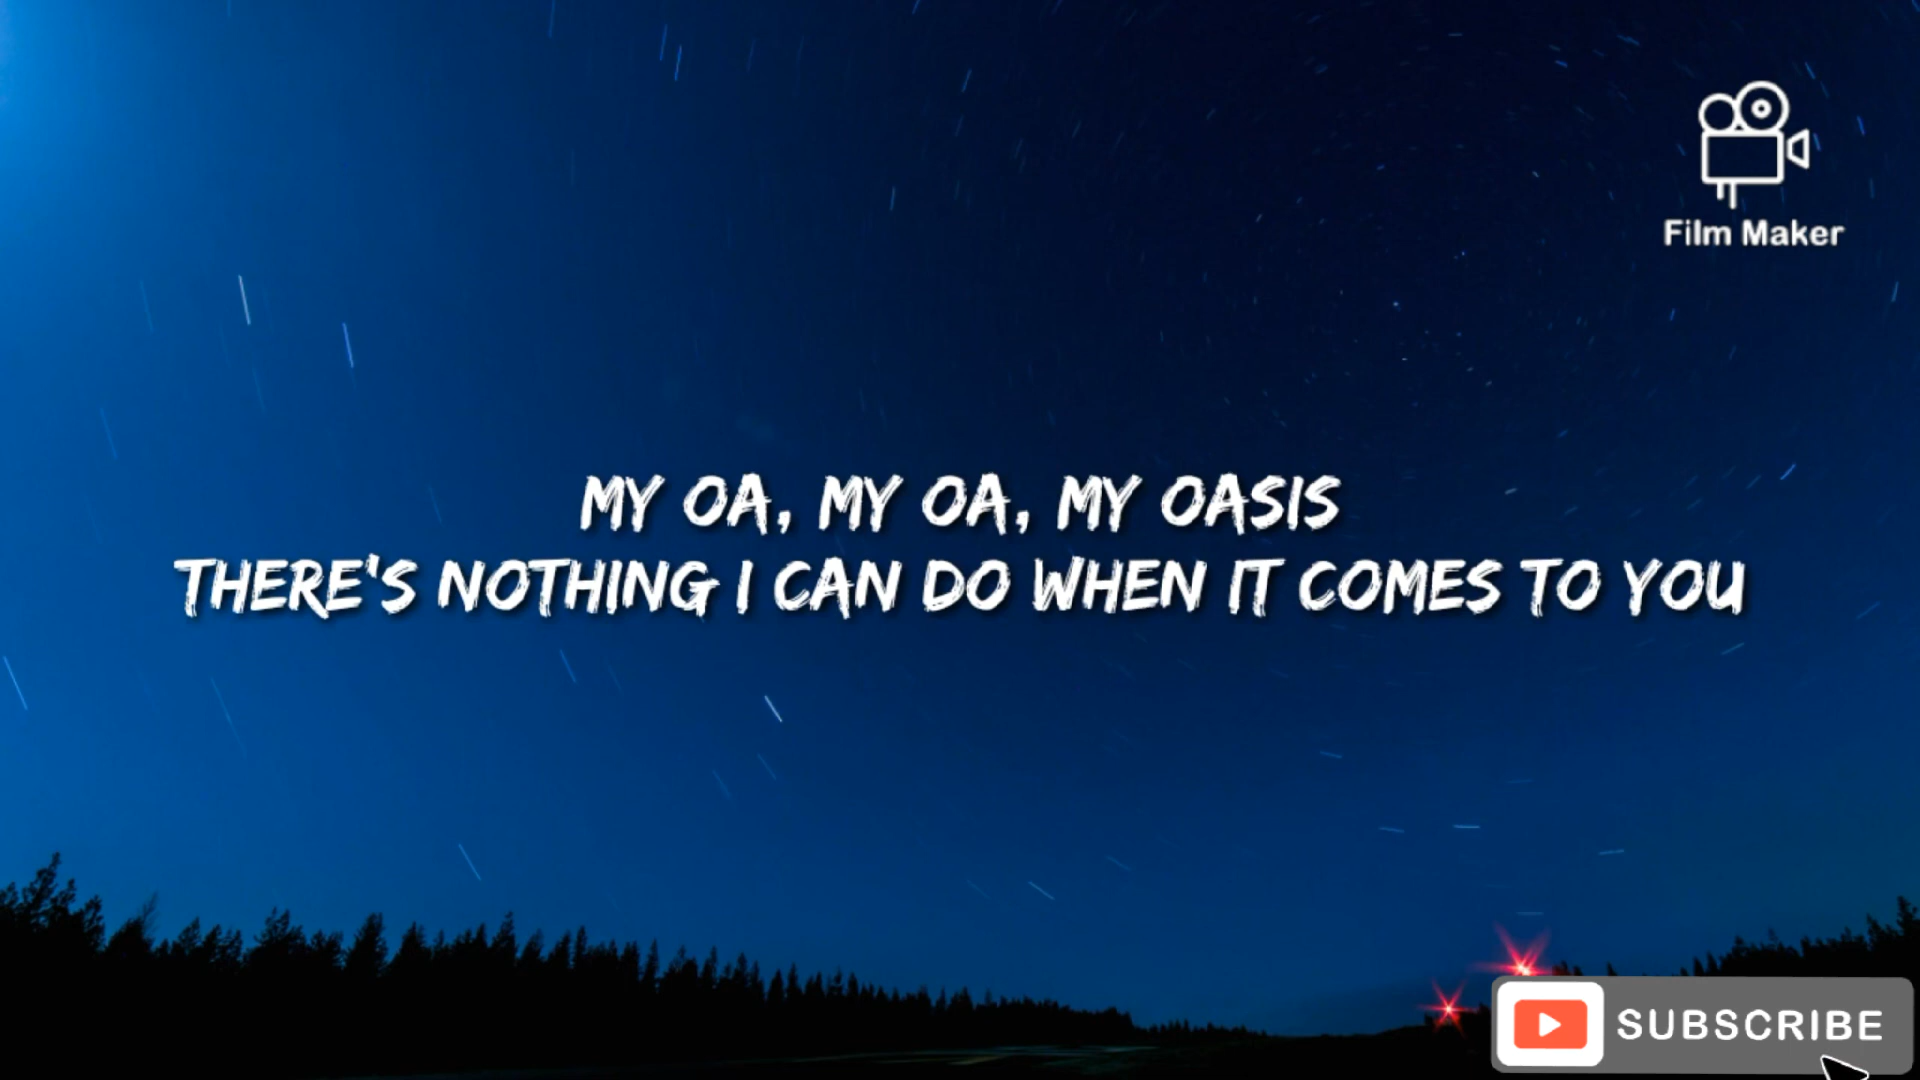 Film Maker
MY OA, MY OA, MY OASIS
THERE'S NOTHING I CAN DO WHEN IT COMES TO YOU
SUBSCRIBE